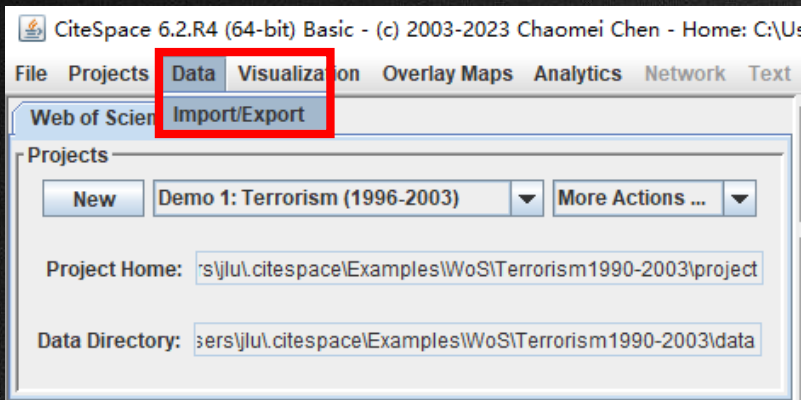 CiteSpace 6.2.R4 (64-bit) Basic - (c) 2003-2023 Chaomei Chen - Home: C:\Us
File Projects Data Visualization Overlay Maps Analytics Network Text
Web of Scien Import/Export
Projects
New Demo 1: Terrorism (1996-2003) More Actions ...
Project Home: rs\jlu\.citespace\Examples\WoS\Terrorism1990-2003\project
Data Directory: sers\jlu\.citespace\Examples\WoS\Terrorism1990-2003\data